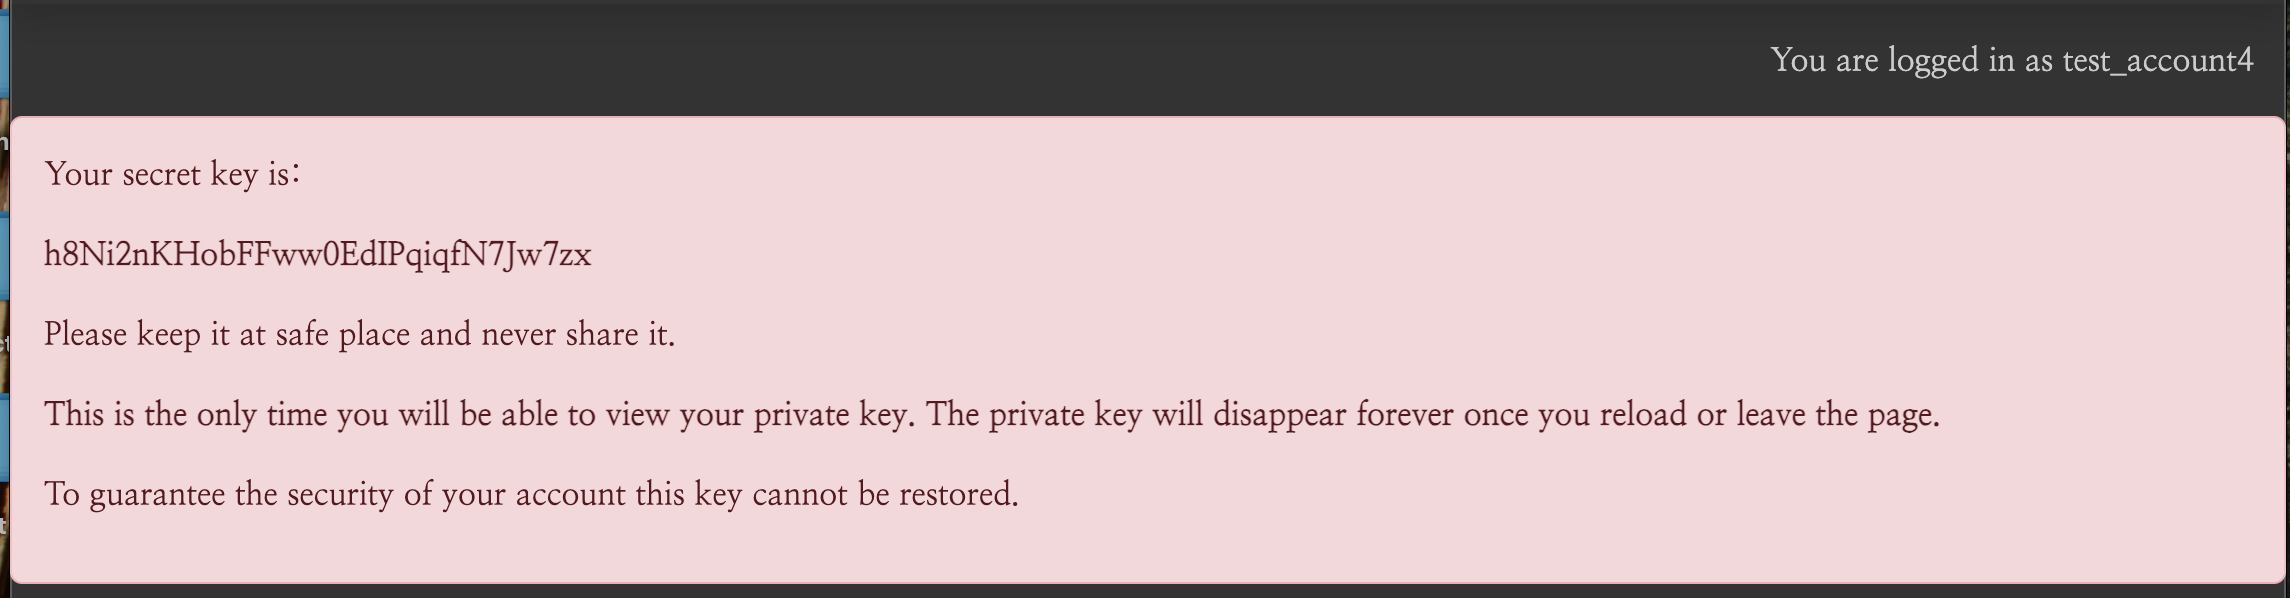 You are logged in as test_account4
Your secret key is:
h8Ni2nKHobFFww0EdIPqiqfN7Jw7zx
Please keep it at safe place and never share it.
This is the only time you will be able to view your private key. The private key will disappear forever once you reload or leave the page.
To guarantee the security of your account this key cannot be restored.